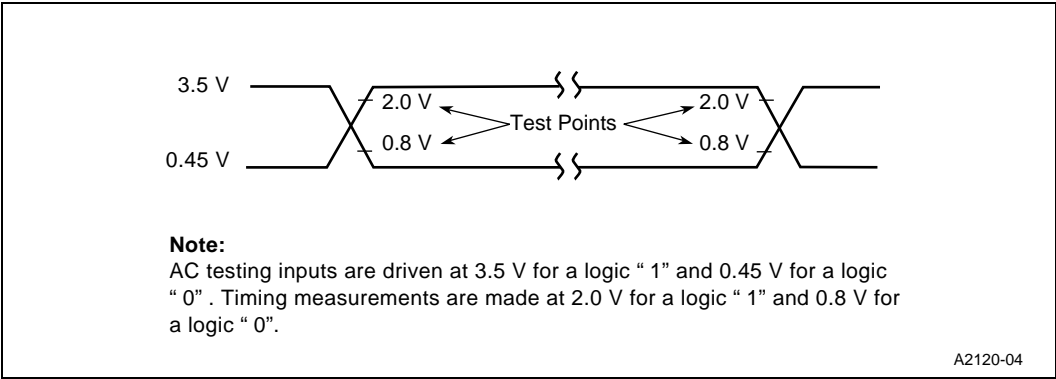 3.5 V
2.0 V
2.0 V
Test Points
0.8 V
0.8 V
0.45 V
Note:
AC testing inputs are driven at 3.5 V for a logic “ 1” and 0.45 V for a logic
“ 0” . Timing measurements are made at 2.0 V for a logic “ 1” and 0.8 V for
a logic “ 0”.
A2120-04